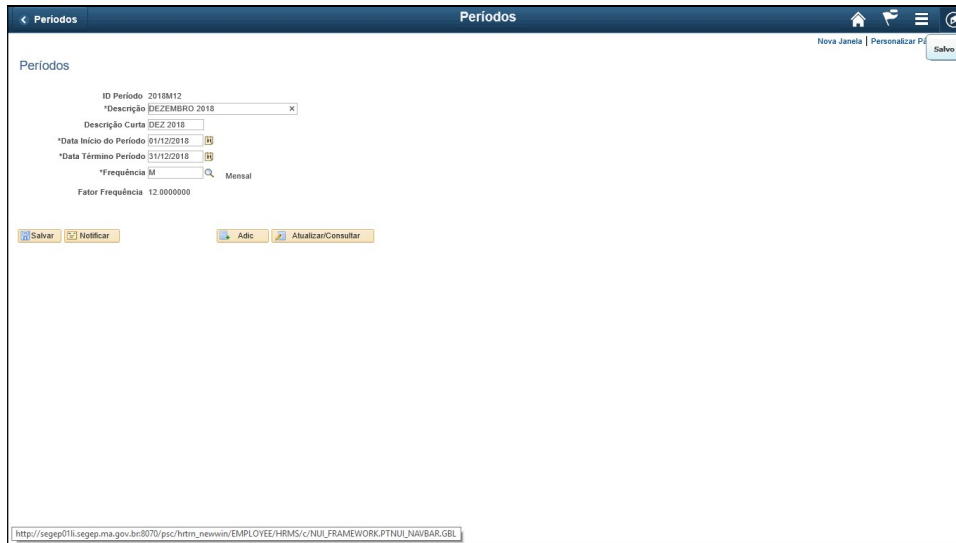 Períodos
Períodos
Nova Janela | Personalizar Pá
Salvo
Períodos
ID Período 2018M12
*Descrição DEZEMBRO 2018
Descrição Curta DEZ 2018
*Data Início do Período 01/12/2018
*Data Término Período 31/12/2018
*Frequência M Mensal
Fator Frequência 12.0000000
Salvar Notificar Adic Atualizar/Consultar
http://segep01li.segep.ma.gov.br:8070/psc/hrtrn_newwin/EMPLOYEE/HRMS/c/NUI_FRAMEWORK.PTNUI_NAVBAR.GBL